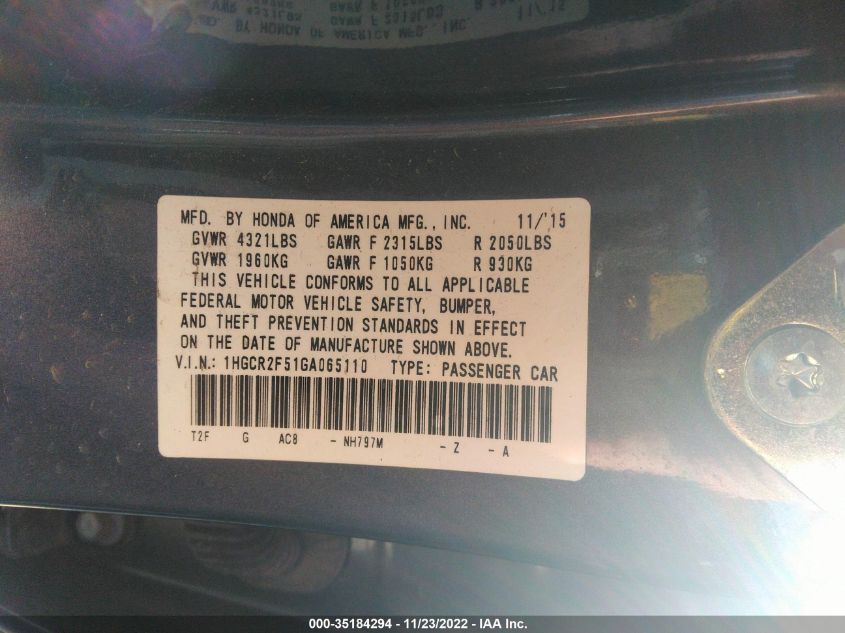 MFD. BY HONDA OF AMERICA MFG., INC. 11/'15
GVWR 4321LBS GAWR F 2315LBS R 2050LBS
GVWR 1960KG GAWR F 1050KG R 930KG
THIS VEHICLE CONFORMS TO ALL APPLICABLE
FEDERAL MOTOR VEHICLE SAFETY, BUMPER,
AND THEFT PREVENTION STANDARDS IN EFFECT
ON THE DATE OF MANUFACTURE SHOWN ABOVE.
V.I.N.: 1HGCR2F51GA065110 TYPE: PASSENGER CAR
T2F G AC8 - NH797M - Z - A
000-35184294 - 11/23/2022 - IAA Inc.